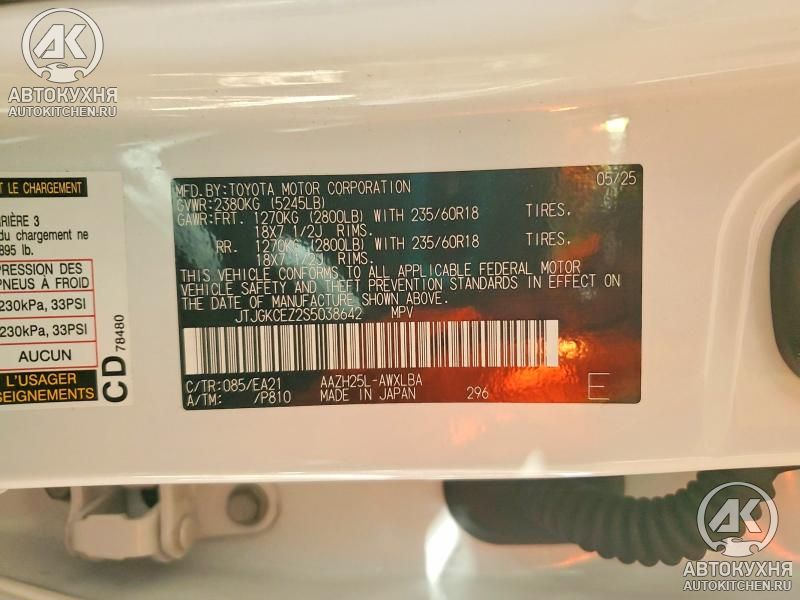 АК
АВТОКУХНЯ
AUTOKITCHEN.RU
T LE CHARGEMENT
RIÈRE 3
du chargement ne
895 lb.
PRESSION DES
PNEUS À FROID
230kPa, 33PSI
230kPa, 33PSI
AUCUN
L'USAGER
SEIGNEMENTS
CD 78480
MFD.BY:TOYOTA MOTOR CORPORATION 05/25
GVWR:2380KG (5245LB)
GAWR:FRT. 1270KG (2800LB) WITH 235/60R18 TIRES.
18X7 1/2J RIMS.
RR. 1270KG (2800LB) WITH 235/60R18 TIRES.
18X7 1/2J RIMS.
THIS VEHICLE CONFORMS TO ALL APPLICABLE FEDERAL MOTOR
VEHICLE SAFETY AND THEFT PREVENTION STANDARDS IN EFFECT ON
THE DATE OF MANUFACTURE SHOWN ABOVE.
JTJGKCEZ2S5038642 MPV
C/TR:085/EA21 AAZH25L-AWXLBA
A/TM: /P810 MADE IN JAPAN 296 E
АК
АВТОКУХНЯ
AUTOKITCHEN.RU